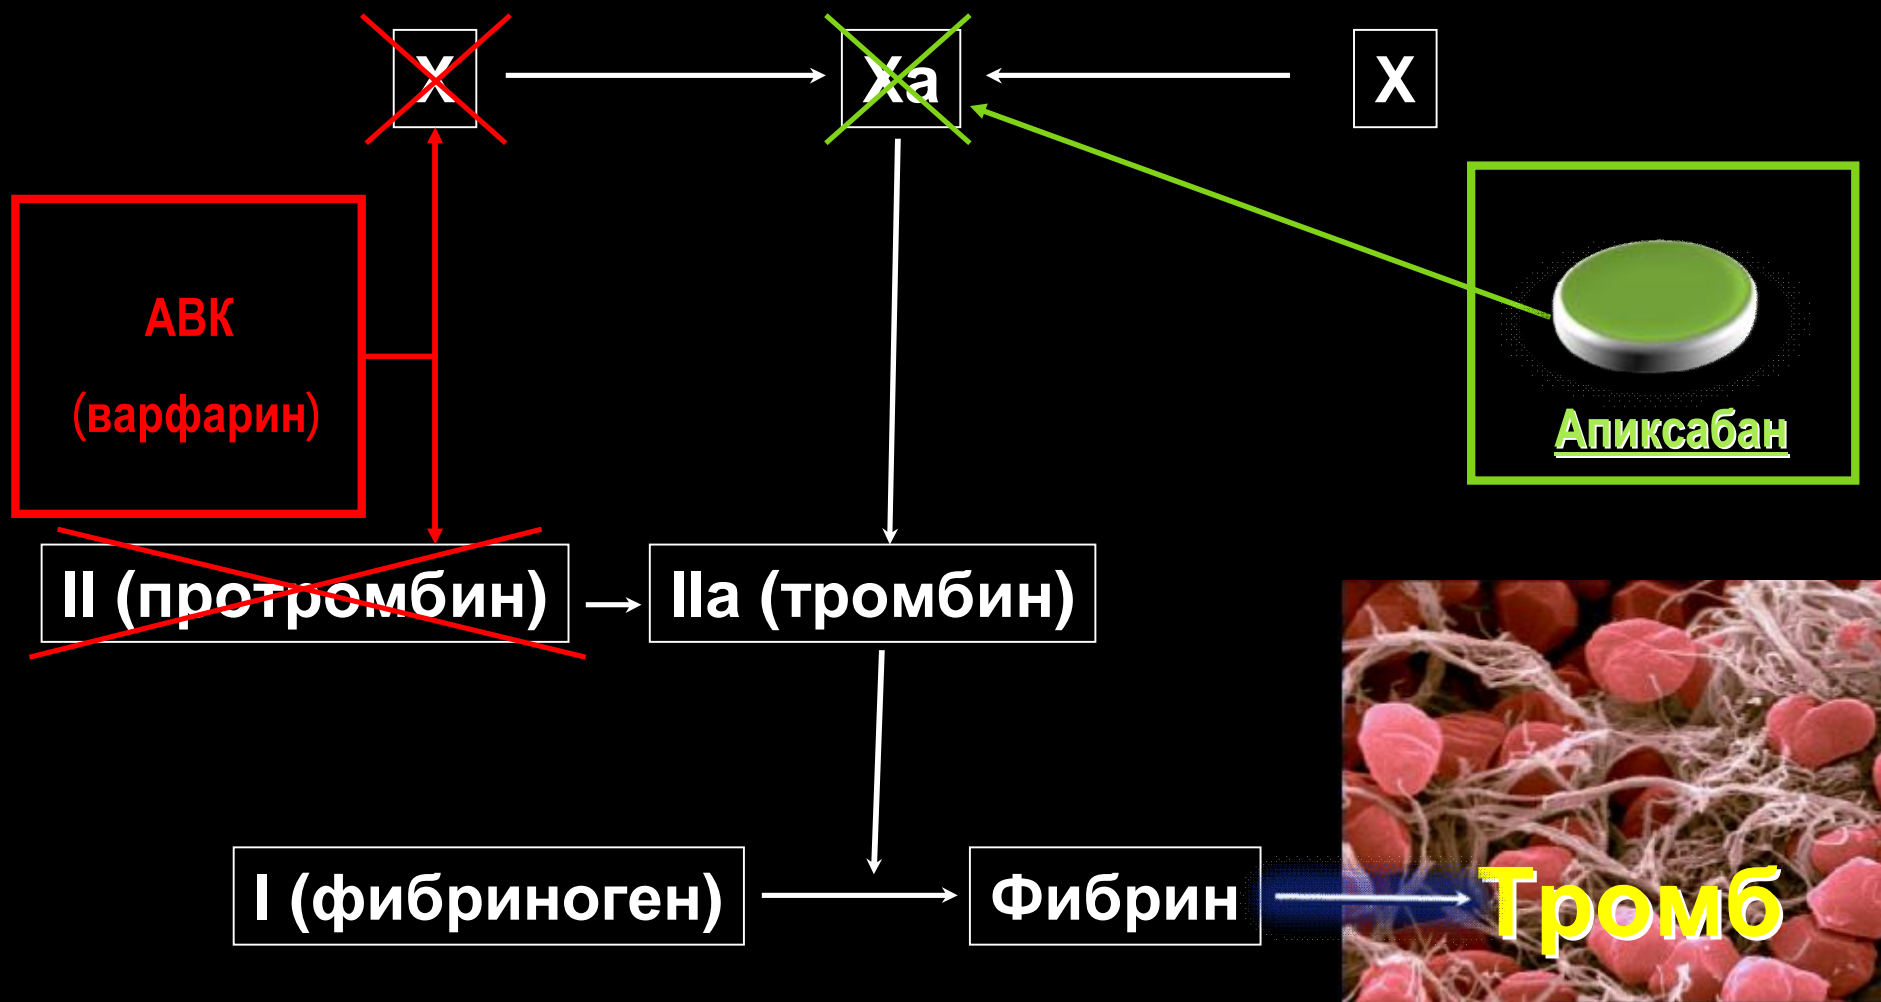 X
Xa
X
АВК
(варфарин)
Апиксабан
II (протромбин)
IIa (тромбин)
I (фибриноген)
Фибрин
Тромб